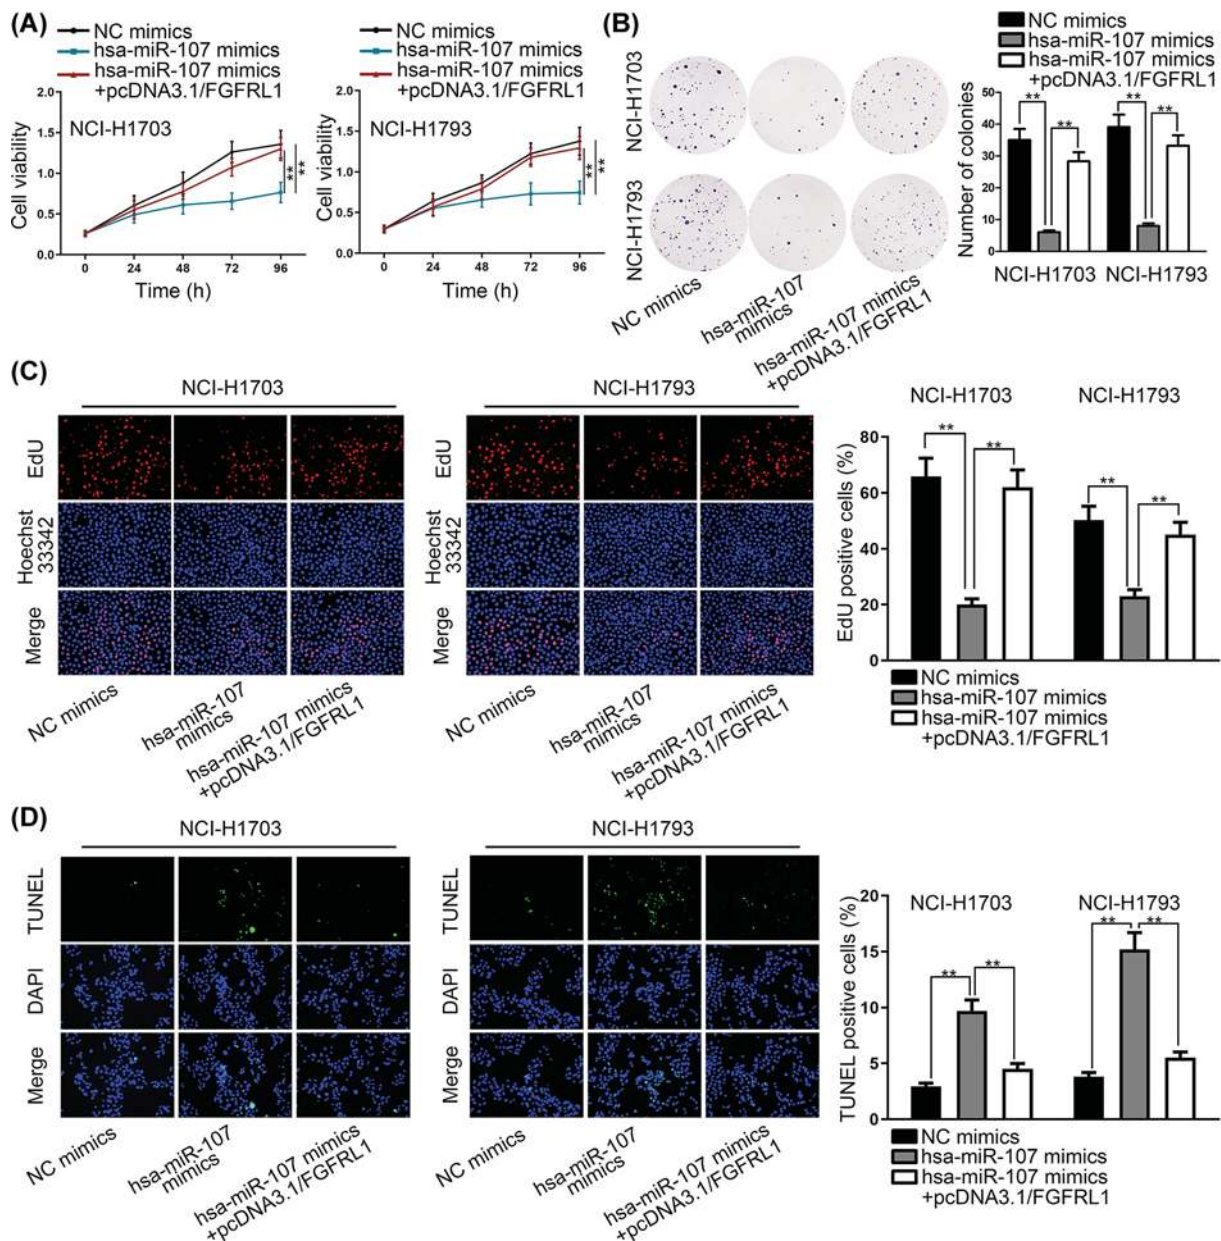 (A)
NC mimics
hsa-miR-107 mimics
hsa-miR-107 mimics
+pcDNA3.1/FGFRL1
2.0
1.5
1.0
0.5
0.0
NCI-H1703
Cell viability
**
**
0 24 48 72 96
Time (h)
NC mimics
hsa-miR-107 mimics
hsa-miR-107 mimics
+pcDNA3.1/FGFRL1
2.0
1.5
1.0
0.5
0.0
NCI-H1793
Cell viability
**
**
0 24 48 72 96
Time (h)
(B)
NCI-H1703
NCI-H1793
NC mimics
hsa-miR-107
mimics
hsa-miR-107 mimics
+pcDNA3.1/FGFRL1
NC mimics
hsa-miR-107 mimics
hsa-miR-107 mimics
+pcDNA3.1/FGFRL1
50
40
30
20
10
0
Number of colonies
** ** ** **
NCI-H1703 NCI-H1793
(C)
NCI-H1703
EdU
Hoechst
33342
Merge
NC mimics
hsa-miR-107
mimics
hsa-miR-107 mimics
+pcDNA3.1/FGFRL1
NCI-H1793
EdU
Hoechst
33342
Merge
NC mimics
hsa-miR-107
mimics
hsa-miR-107 mimics
+pcDNA3.1/FGFRL1
NCI-H1703 NCI-H1793
80
60
40
20
0
EdU positive cells (%)
** ** ** **
NC mimics
hsa-miR-107 mimics
hsa-miR-107 mimics
+pcDNA3.1/FGFRL1
(D)
NCI-H1703
TUNEL
DAPI
Merge
NC mimics
hsa-miR-107
mimics
hsa-miR-107 mimics
+pcDNA3.1/FGFRL1
NCI-H1793
TUNEL
DAPI
Merge
NC mimics
hsa-miR-107
mimics
hsa-miR-107 mimics
+pcDNA3.1/FGFRL1
20
15
10
5
0
NCI-H1703 NCI-H1793
TUNEL positive cells (%)
** ** ** **
NC mimics
hsa-miR-107 mimics
hsa-miR-107 mimics
+pcDNA3.1/FGFRL1